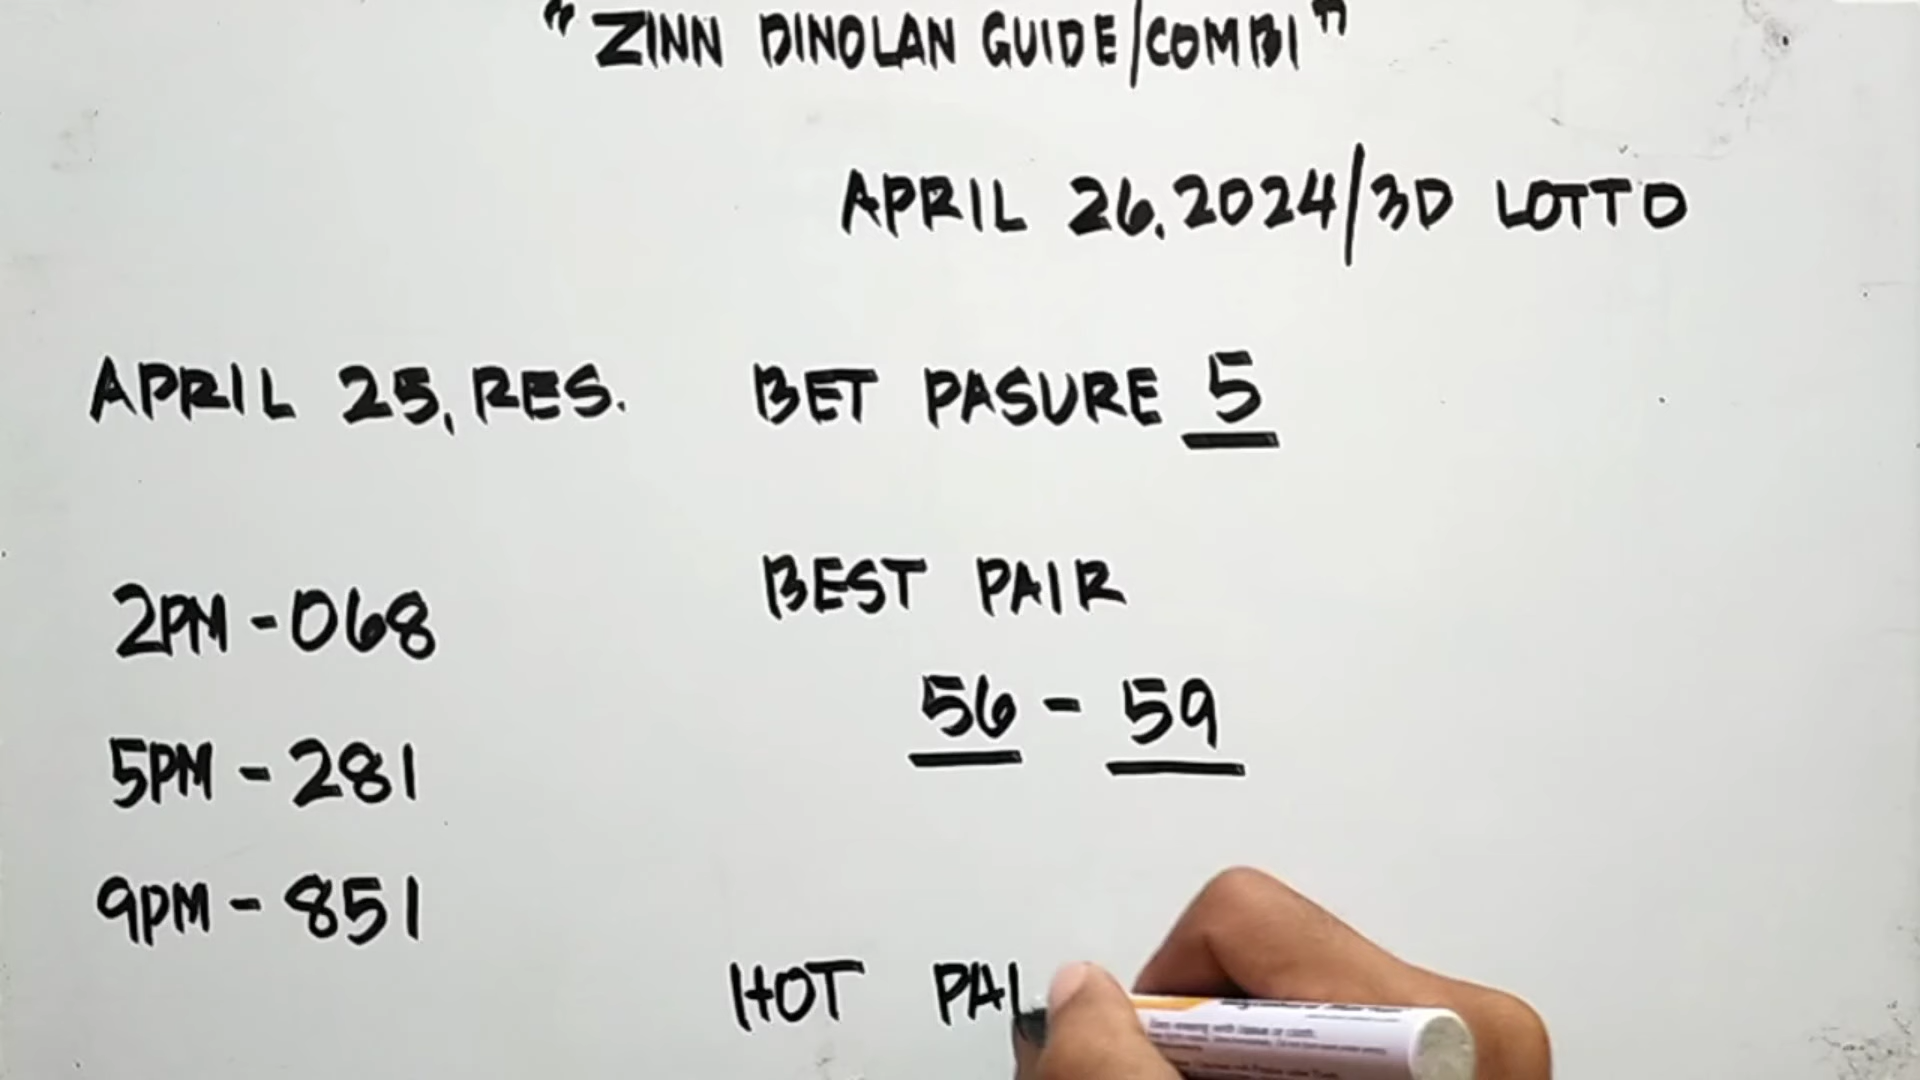 "ZINN DINOLAN GUIDE/COMBI"
APRIL 26.2024/3D LOTTO
APRIL 25, RES.
2PM - 068
5PM - 281
9PM - 851
BET PASURE 5
BEST PAIR
56 - 59
HOT PAI